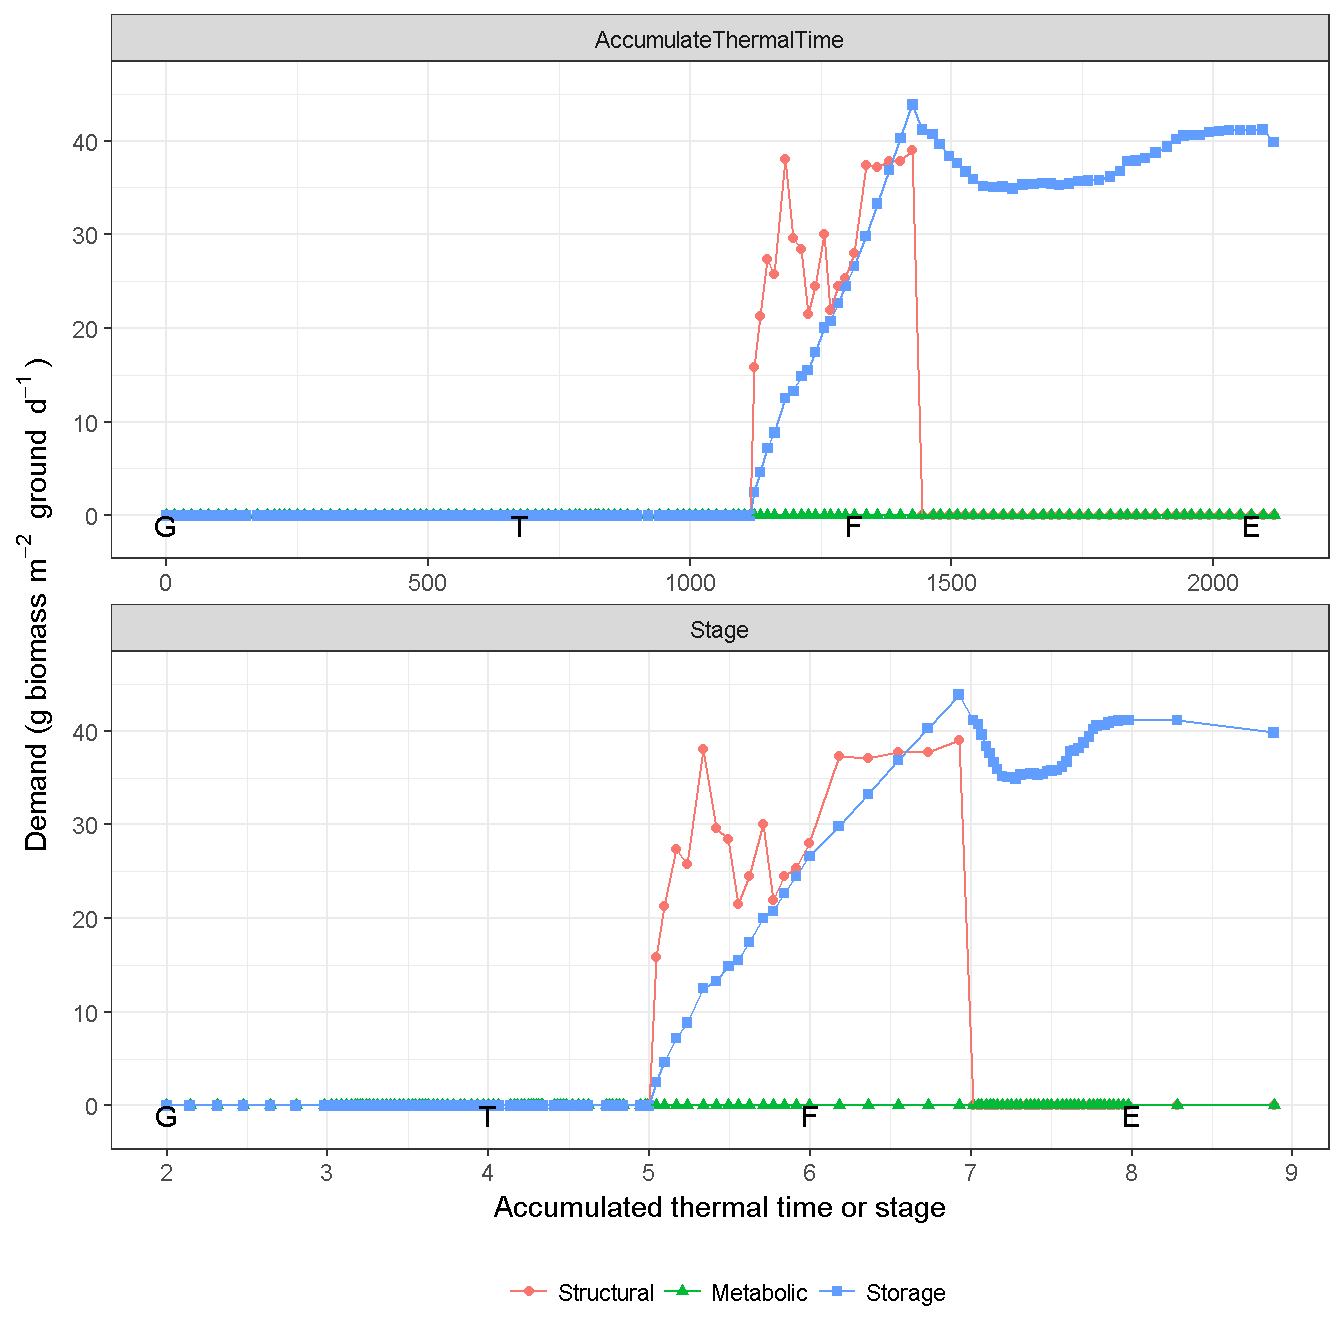 AccumulateThermalTime
40
30
20
10
0
G T F E
0 500 1000 1500 2000
Stage
40
30
20
10
0
G T F E
2 3 4 5 6 7 8 9
Demand (g biomass m⁻² ground d⁻¹ )
Accumulated thermal time or stage
Structural Metabolic Storage